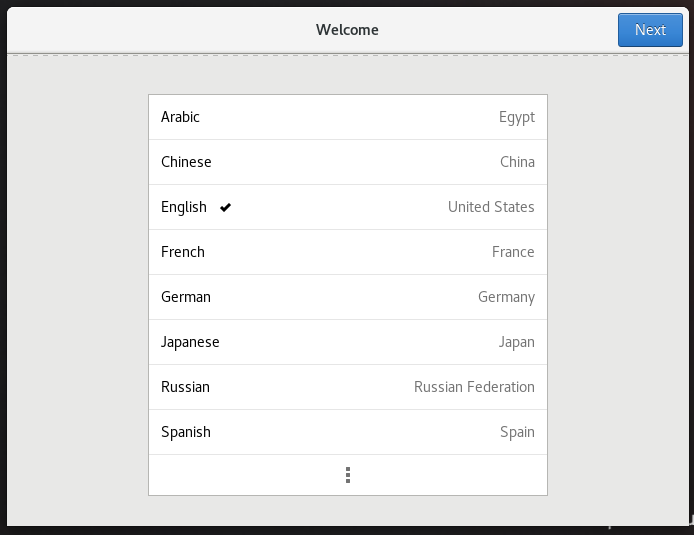 Welcome
Next
Arabic Egypt
Chinese China
English ✔ United States
French France
German Germany
Japanese Japan
Russian Russian Federation
Spanish Spain